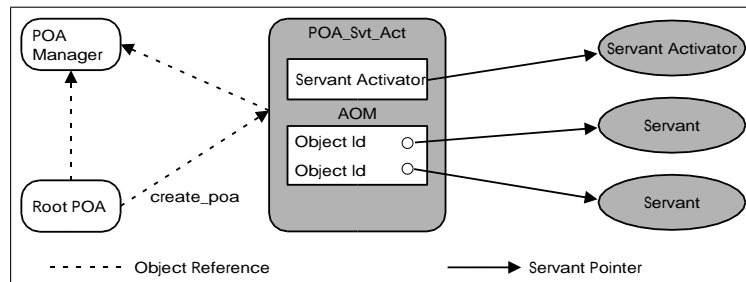 POA
Manager
Root POA
create_poa
POA_Svt_Act
Servant Activator
AOM
Object Id
Object Id
Servant Activator
Servant
Servant
Object Reference
Servant Pointer